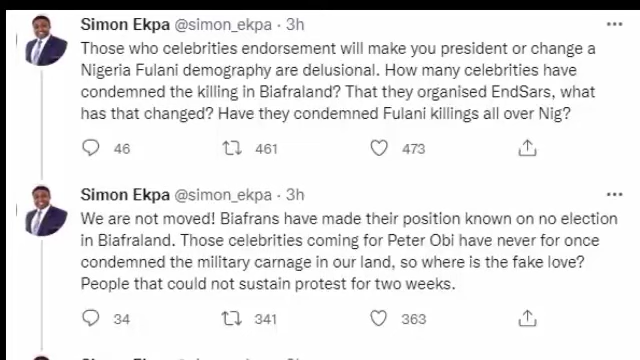 Simon Ekpa @simon_ekpa · 3h
Those who celebrities endorsement will make you president or change a
Nigeria Fulani demography are delusional. How many celebrities have
condemned the killing in Biafraland? That they organised EndSars, what
has that changed? Have they condemned Fulani killings all over Nig?
46 461 473
Simon Ekpa @simon_ekpa · 3h
We are not moved! Biafrans have made their position known on no election
in Biafraland. Those celebrities coming for Peter Obi have never for once
condemned the military carnage in our land, so where is the fake love?
People that could not sustain protest for two weeks.
34 341 363